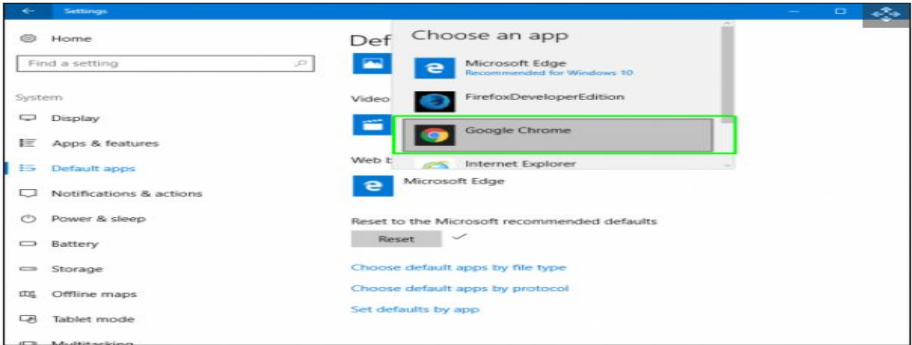 Settings
Home
Find a setting
System
Display
Apps & features
Default apps
Notifications & actions
Power & sleep
Battery
Storage
Offline maps
Tablet mode
Multitasking
Def
Choose an app
Microsoft Edge
Recommended for Windows 10
FirefoxDeveloperEdition
Google Chrome
Internet Explorer
Video
Web b
Microsoft Edge
Reset to the Microsoft recommended defaults
Reset
Choose default apps by file type
Choose default apps by protocol
Set defaults by app